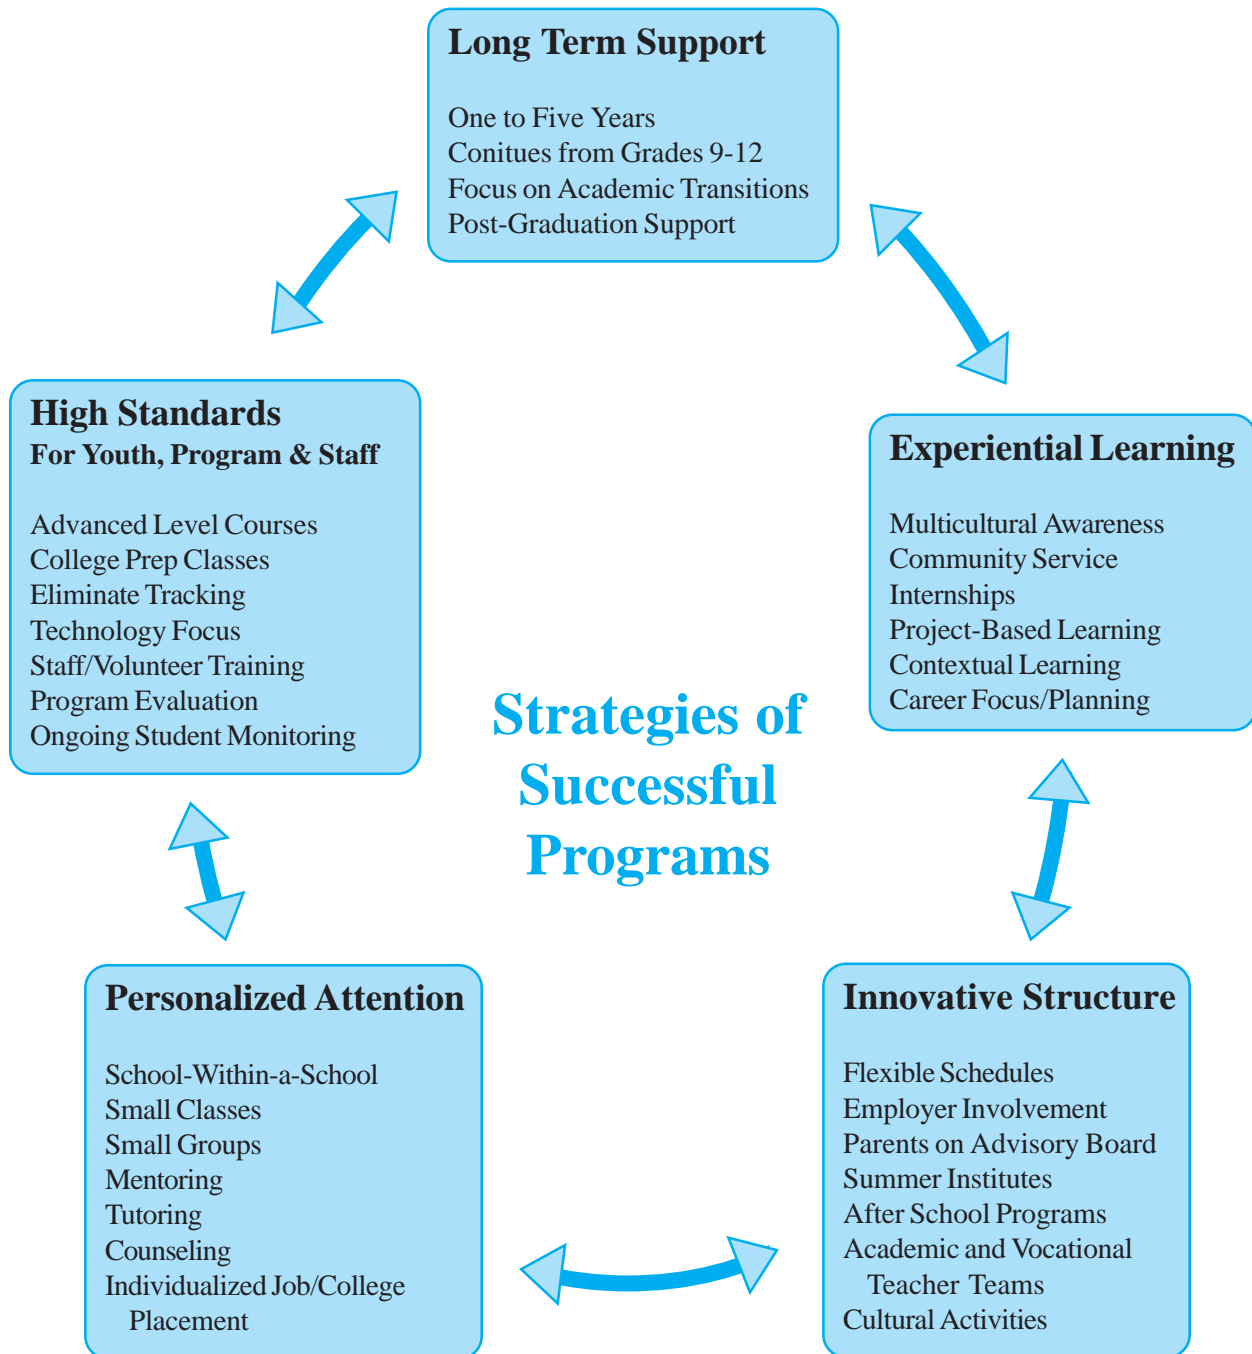 Long Term Support
One to Five Years
Conitues from Grades 9-12
Focus on Academic Transitions
Post-Graduation Support
High Standards
For Youth, Program & Staff
Advanced Level Courses
College Prep Classes
Eliminate Tracking
Technology Focus
Staff/Volunteer Training
Program Evaluation
Ongoing Student Monitoring
Experiential Learning
Multicultural Awareness
Community Service
Internships
Project-Based Learning
Contextual Learning
Career Focus/Planning
Strategies of
Successful
Programs
Personalized Attention
School-Within-a-School
Small Classes
Small Groups
Mentoring
Tutoring
Counseling
Individualized Job/College
Placement
Innovative Structure
Flexible Schedules
Employer Involvement
Parents on Advisory Board
Summer Institutes
After School Programs
Academic and Vocational
Teacher Teams
Cultural Activities